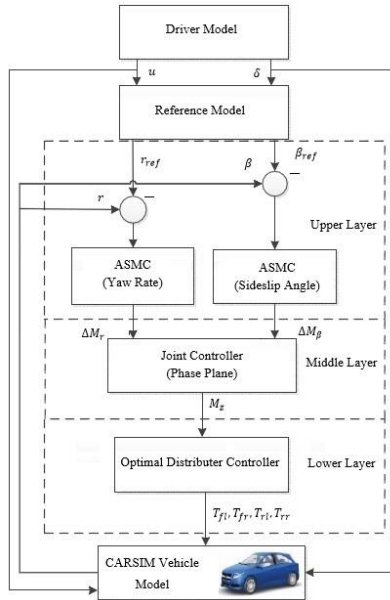 Driver Model
u
δ
Reference Model
r_ref
β
β_ref
r
Upper Layer
ASMC
(Yaw Rate)
ASMC
(Sideslip Angle)
ΔM_r
ΔM_β
Joint Controller
(Phase Plane)
Middle Layer
M_z
Optimal Distributer Controller
Lower Layer
T_fl, T_fr, T_rl, T_rr
CARSIM Vehicle
Model